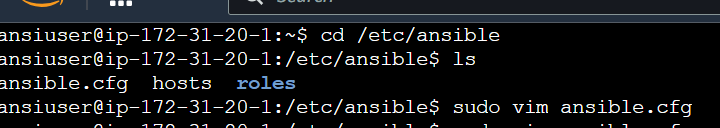 Search
ansiuser@ip-172-31-20-1:~$ cd /etc/ansible
ansiuser@ip-172-31-20-1:/etc/ansible$ ls
ansible.cfg hosts roles
ansiuser@ip-172-31-20-1:/etc/ansible$ sudo vim ansible.cfg